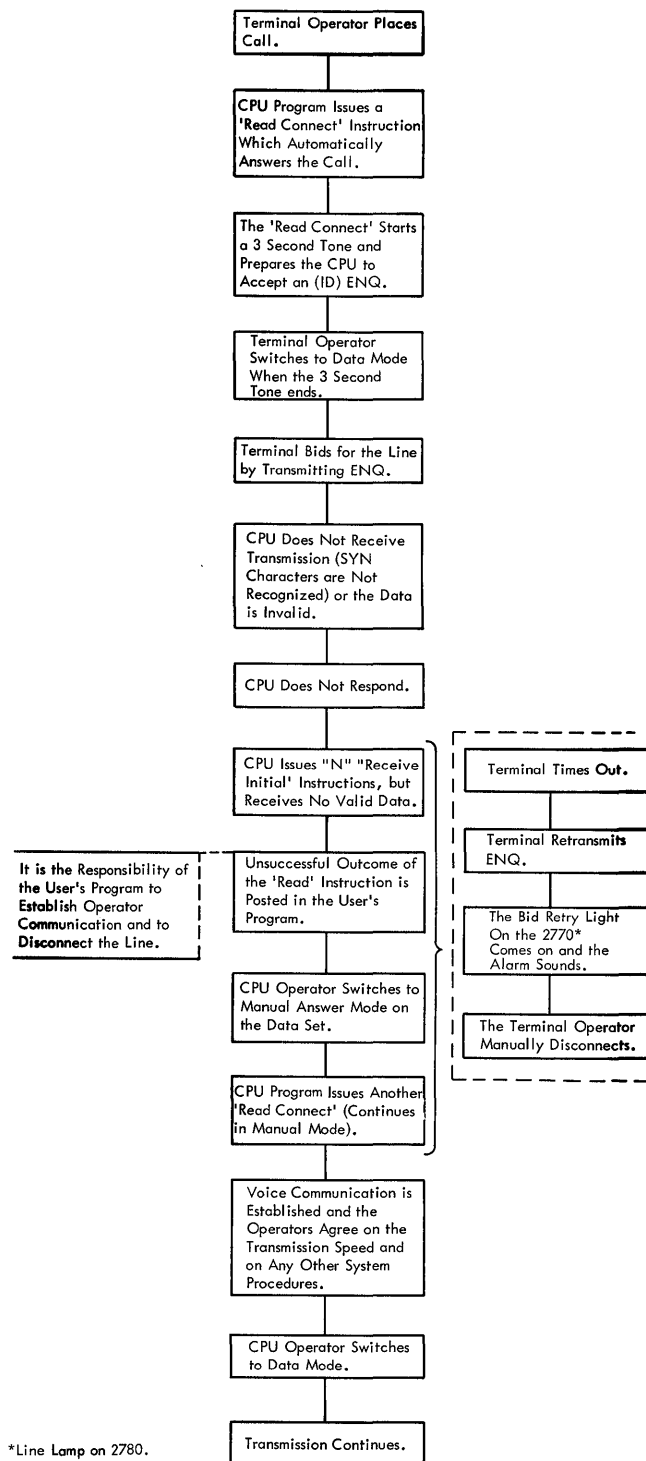 Terminal Operator Places
Call.
CPU Program Issues a
'Read Connect' Instruction
Which Automatically
Answers the Call.
The 'Read Connect' Starts
a 3 Second Tone and
Prepares the CPU to
Accept an (ID) ENQ.
Terminal Operator
Switches to Data Mode
When the 3 Second
Tone ends.
Terminal Bids for the Line
by Transmitting ENQ.
CPU Does Not Receive
Transmission (SYN
Characters are Not
Recognized) or the Data
is Invalid.
CPU Does Not Respond.
CPU Issues "N" "Receive
Initial' Instructions, but
Receives No Valid Data.
It is the Responsibility of
the User's Program to
Establish Operator
Communication and to
Disconnect the Line.
Unsuccessful Outcome of
the 'Read' Instruction is
Posted in the User's
Program.
CPU Operator Switches to
Manual Answer Mode on
the Data Set.
CPU Program Issues Another
'Read Connect' (Continues
in Manual Mode).
Terminal Times Out.
Terminal Retransmits
ENQ.
The Bid Retry Light
On the 2770*
Comes on and the
Alarm Sounds.
The Terminal Operator
Manually Disconnects.
Voice Communication is
Established and the
Operators Agree on the
Transmission Speed and
on Any Other System
Procedures.
CPU Operator Switches
to Data Mode.
Transmission Continues.
*Line Lamp on 2780.